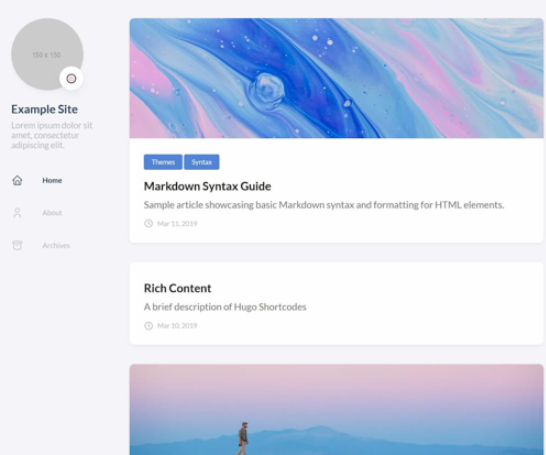 150 x 150
Example Site
Lorem ipsum dolor sit
amet, consectetur
adipiscing elit.
Home
About
Archives
Themes
Syntax
Markdown Syntax Guide
Sample article showcasing basic Markdown syntax and formatting for HTML elements.
Mar 11, 2019
Rich Content
A brief description of Hugo Shortcodes
Mar 10, 2019